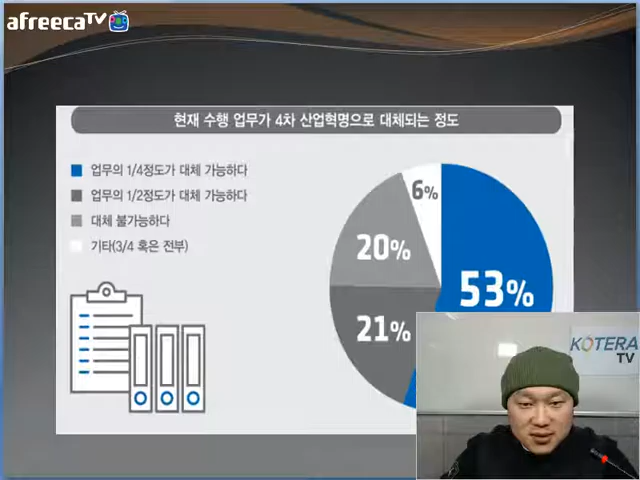 afreecaTV
현재 수행 업무가 4차 산업혁명으로 대체되는 정도
업무의 1/4정도가 대체 가능하다
업무의 1/2정도가 대체 가능하다
대체 불가능하다
기타(3/4 혹은 전부)
6%
20%
53%
21%
KOTERA
TV